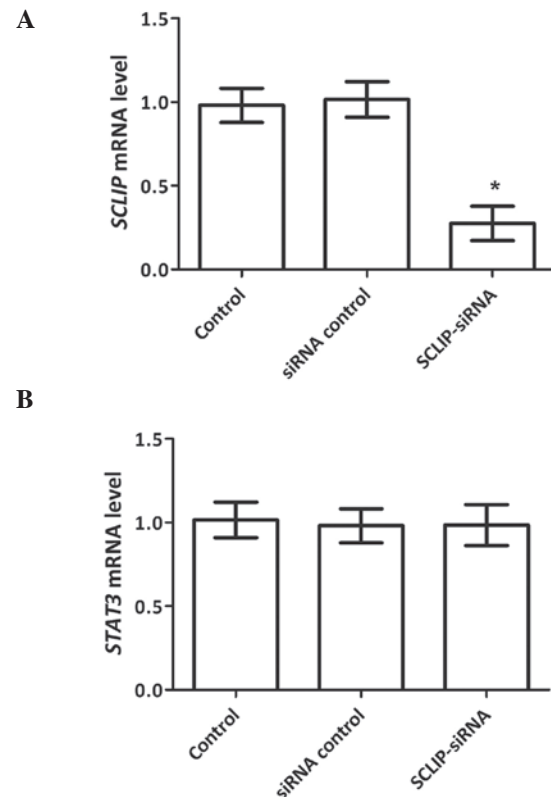 A
SCLIP mRNA level
1.5
1.0
0.5
0.0
*
Control
siRNA control
SCLIP-siRNA
B
STAT3 mRNA level
1.5
1.0
0.5
0.0
Control
siRNA control
SCLIP-siRNA